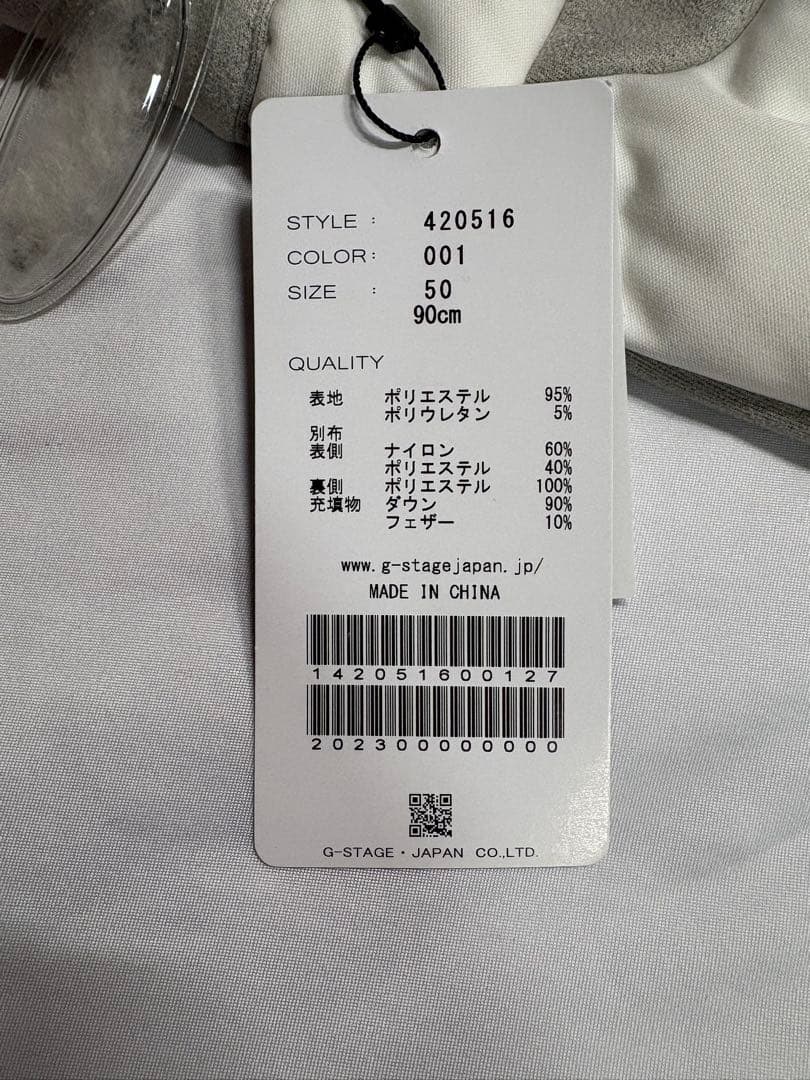 STYLE : 420516
COLOR: 001
SIZE : 50
90cm
QUALITY
表地 ポリエステル 95%
ポリウレタン 5%
別布
表側 ナイロン 60%
ポリエステル 40%
裏側 ポリエステル 100%
充填物 ダウン 90%
フェザー 10%
www.g-stagejapan.jp/
MADE IN CHINA
142051600127
2023000000000
G-STAGE・JAPAN CO.,LTD.